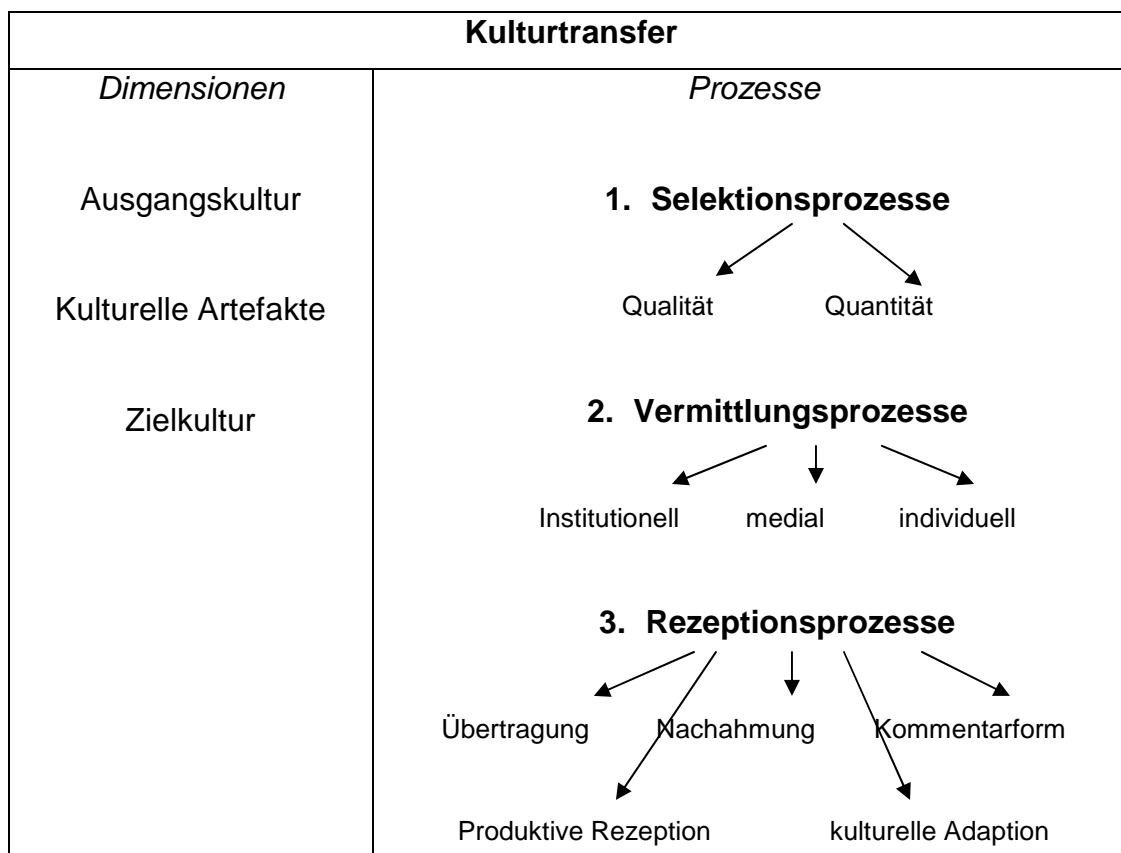 Kulturtransfer
Dimensionen
Prozesse
Ausgangskultur
Kulturelle Artefakte
Zielkultur
1. Selektionsprozesse
Qualität
Quantität
2. Vermittlungsprozesse
Institutionell
medial
individuell
3. Rezeptionsprozesse
Übertragung
Nachahmung
Kommentarform
Produktive Rezeption
kulturelle Adaption